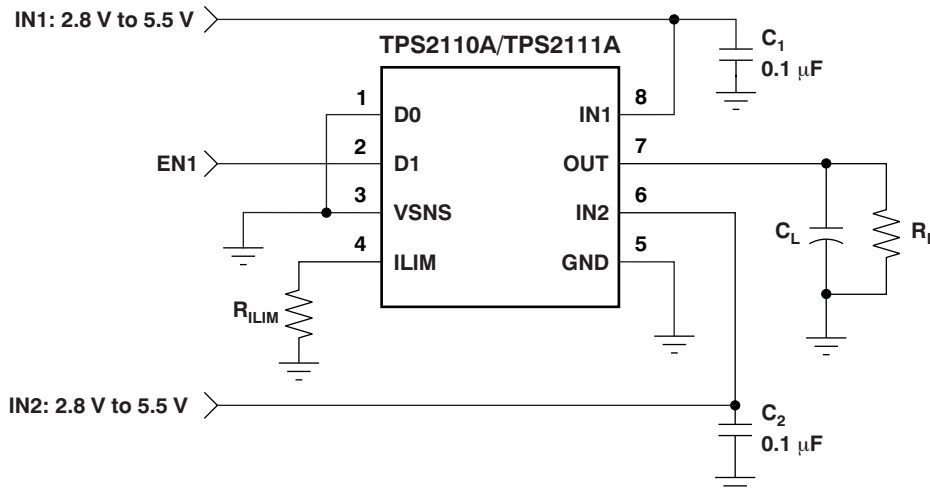 IN1: 2.8 V to 5.5 V
TPS2110A/TPS2111A
C1
0.1 μF
1
D0
IN1
8
EN1
2
D1
OUT
7
3
VSNS
IN2
6
CL
4
ILIM
GND
5
RILIM
IN2: 2.8 V to 5.5 V
C2
0.1 μF